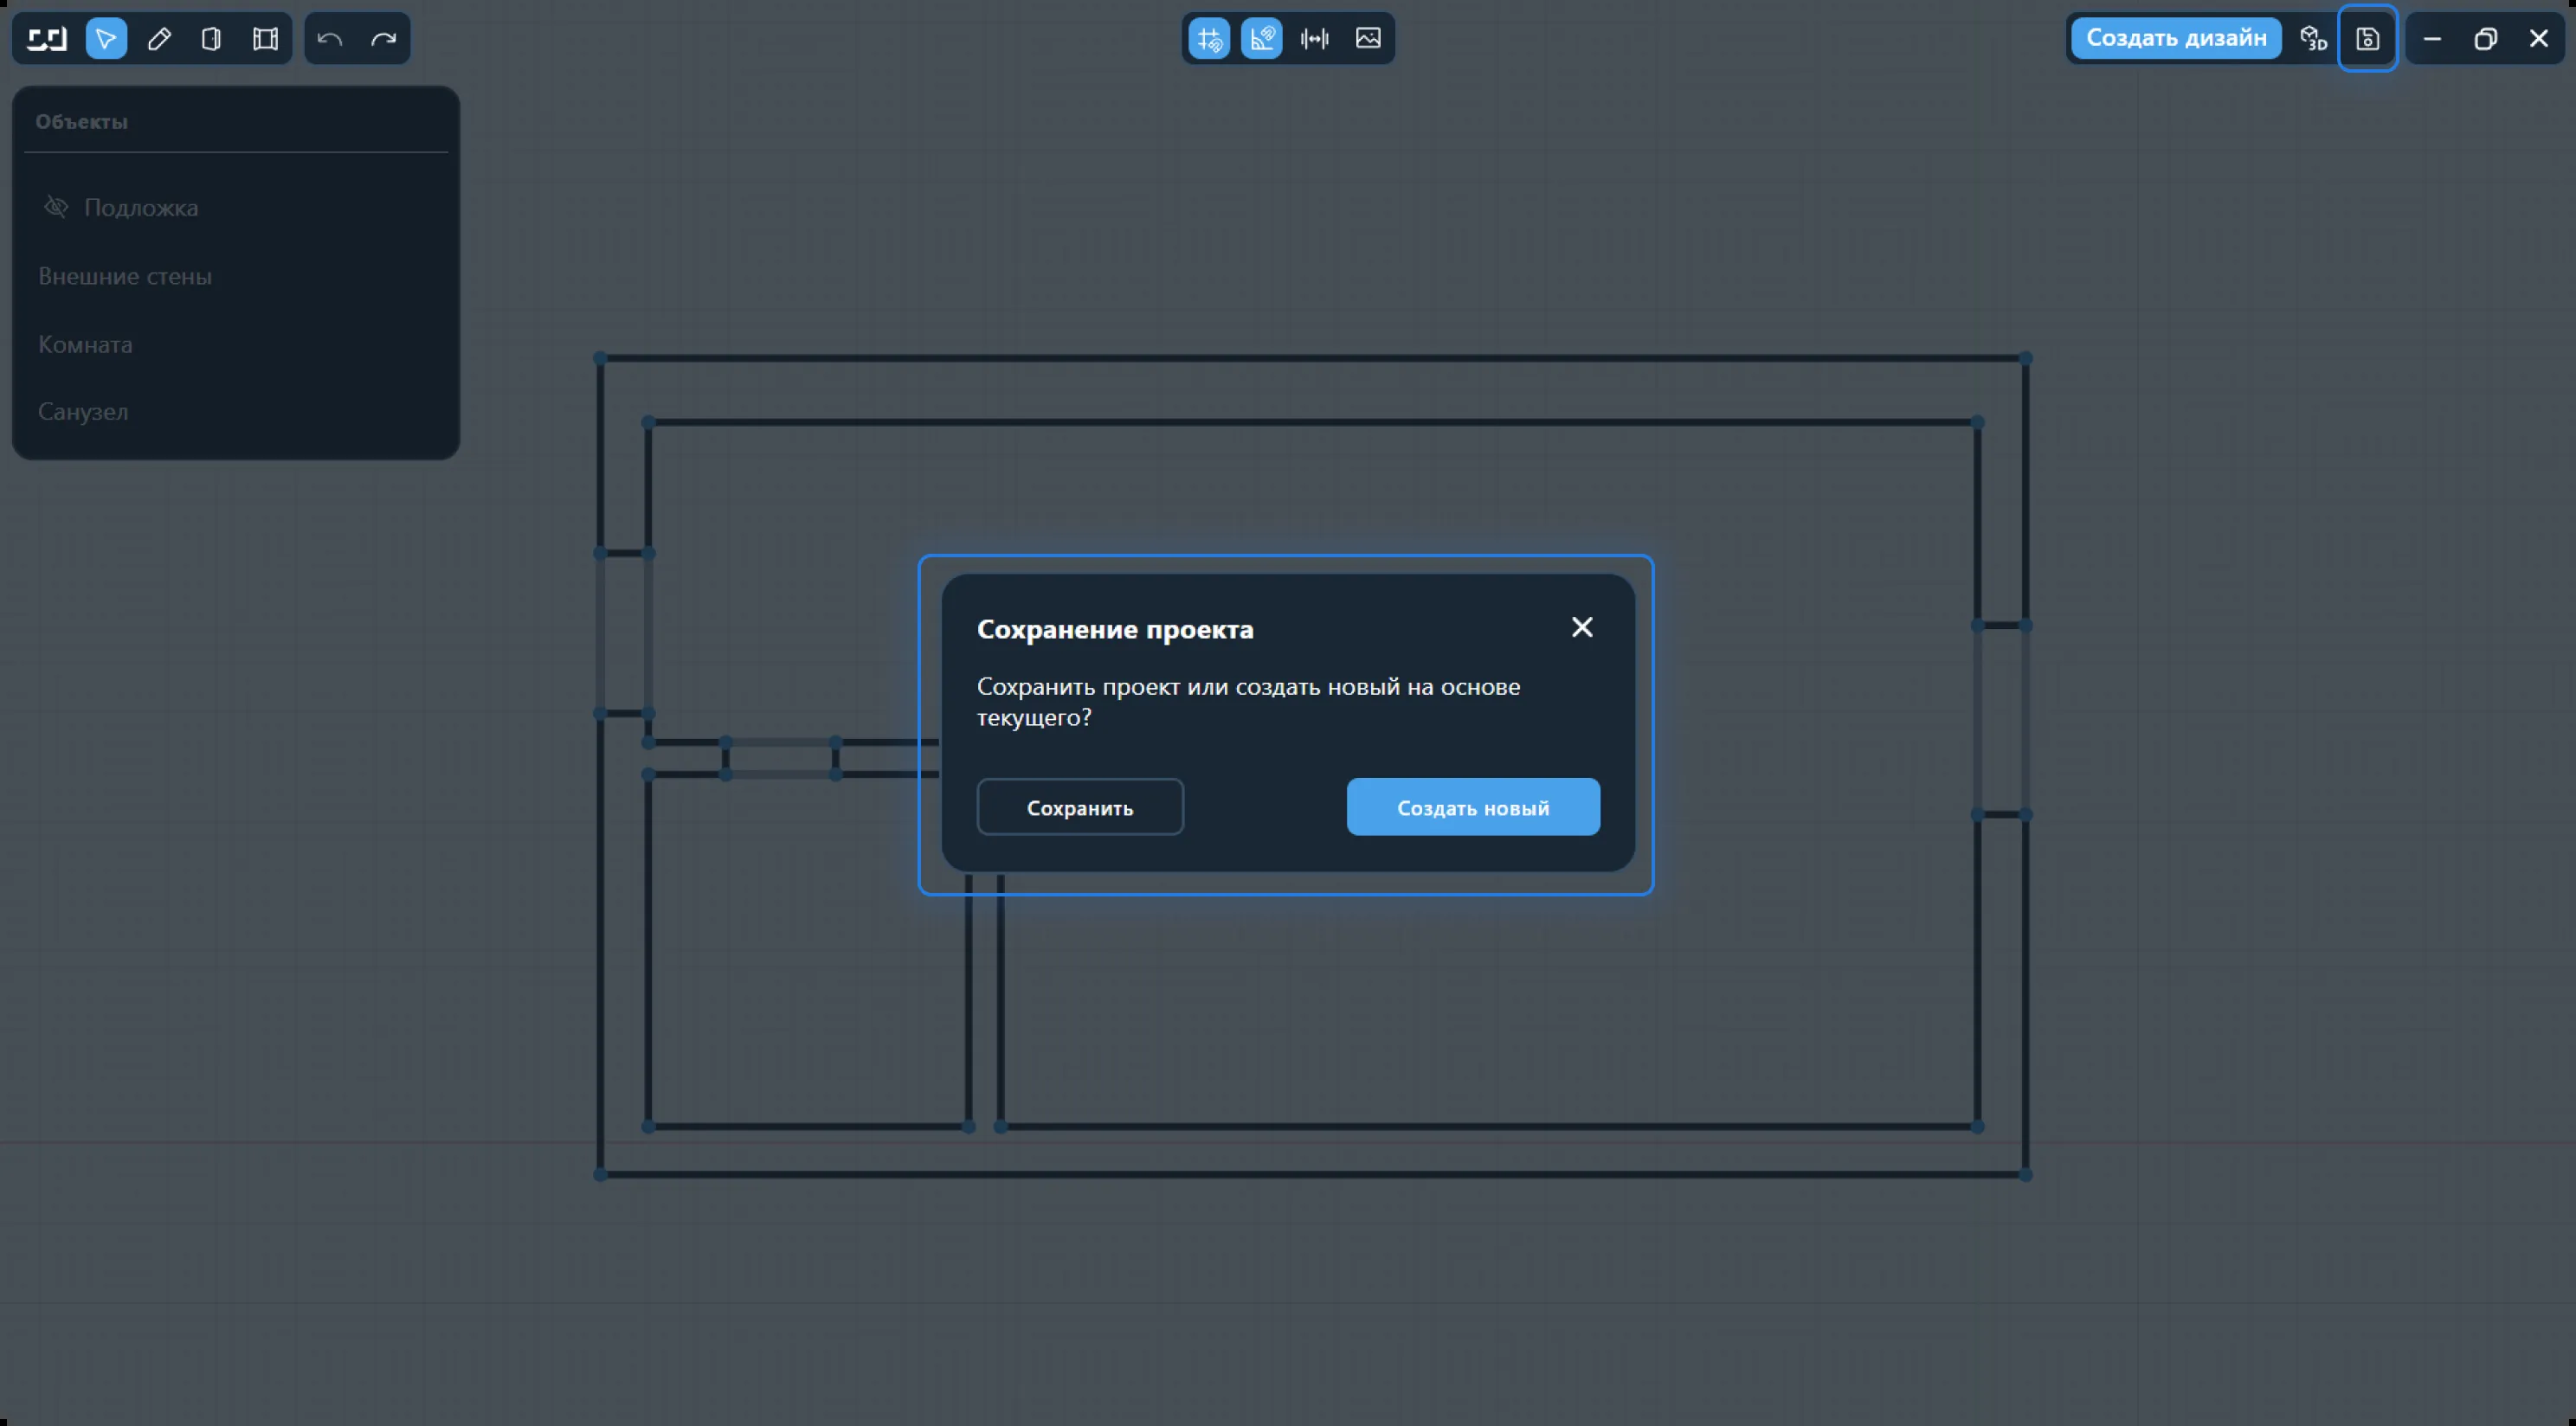 Создать дизайн
3D
Объекты
Подложка
Внешние стены
Комната
Санузел
Сохранение проекта
Сохранить проект или создать новый на основе
текущего?
Сохранить
Создать новый